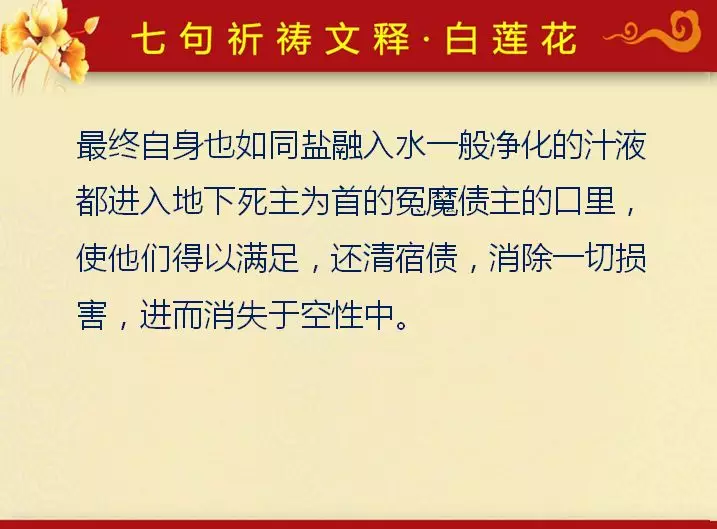 七句祈祷文释·白莲花
最终自身也如同盐融入水一般净化的汁液
都进入地下死主为首的冤魔债主的口里，
使他们得以满足，还清宿债，消除一切损
害，进而消失于空性中。